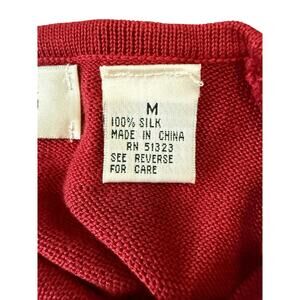 M
100% SILK
MADE IN CHINA
RN 51323
SEE REVERSE
FOR CARE